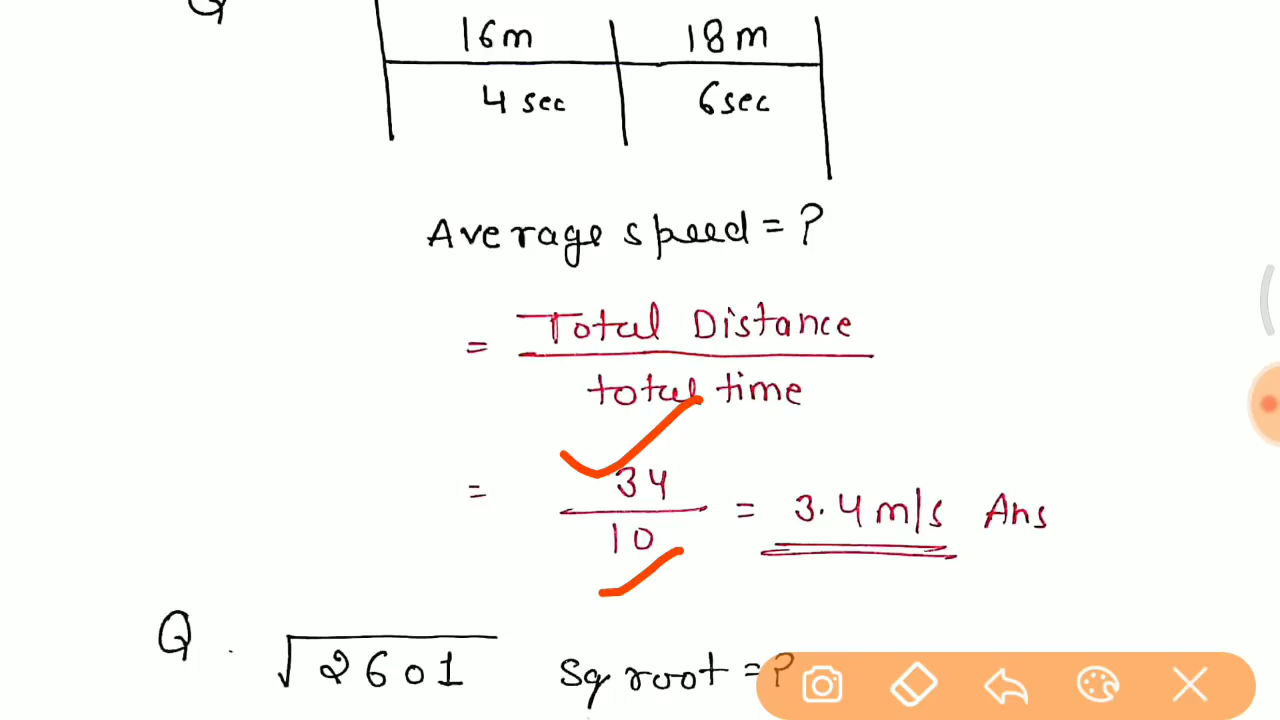 Q
16m 18m
4 sec 6sec
Average speed = ?
= Total Distance
total time
= 34
10
= 3.4 m/s Ans
Q. √2601 Sq root = ?